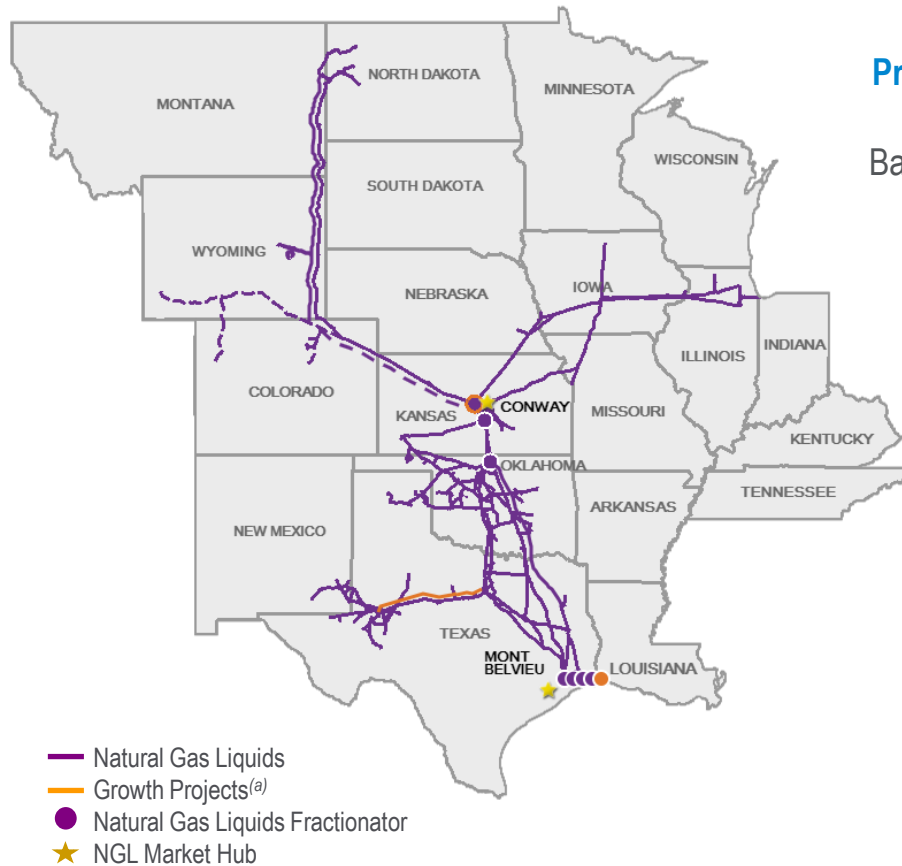 NORTH DAKOTA
MINNESOTA
MONTANA
WISCONSIN
SOUTH DAKOTA
WYOMING
NEBRASKA
IOWA
ILLINOIS
INDIANA
COLORADO
KANSAS
CONWAY
MISSOURI
KENTUCKY
OKLAHOMA
TENNESSEE
ARKANSAS
NEW MEXICO
TEXAS
MONT
BELVIEU
LOUISIANA
Pr
Ba
Natural Gas Liquids
Growth Projects(a)
Natural Gas Liquids Fractionator
NGL Market Hub